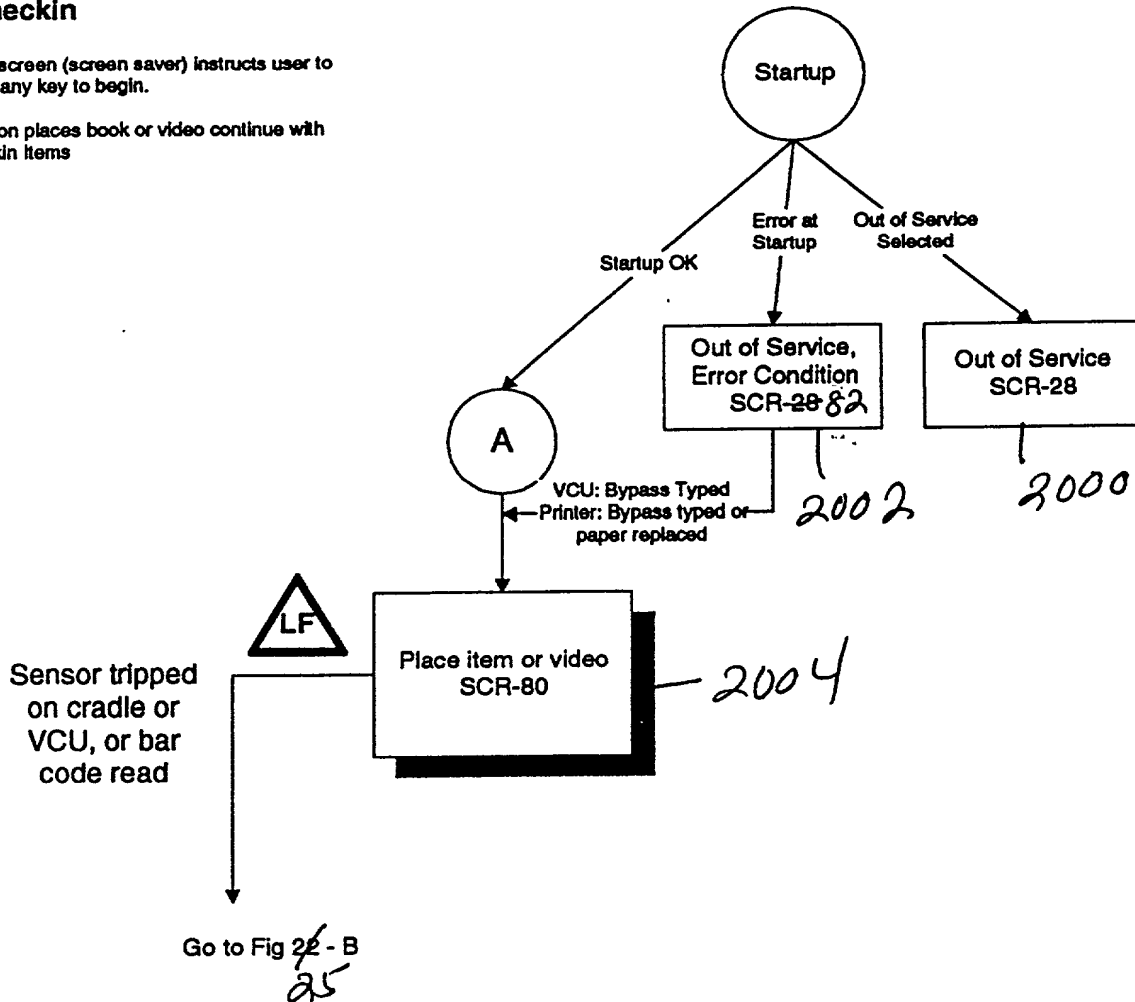 eckin
screen (screen saver) instructs user to
any key to begin.
on places book or video continue with
kin items
Startup
Error at
Startup
Out of Service
Selected
Startup OK
Out of Service,
Error Condition
SCR-28 82
Out of Service
SCR-28
A
2002
2000
VCU: Bypass Typed
Printer: Bypass typed or
paper replaced
LF
Place item or video
SCR-80
2004
Sensor tripped
on cradle or
VCU, or bar
code read
Go to Fig 22 - B
25